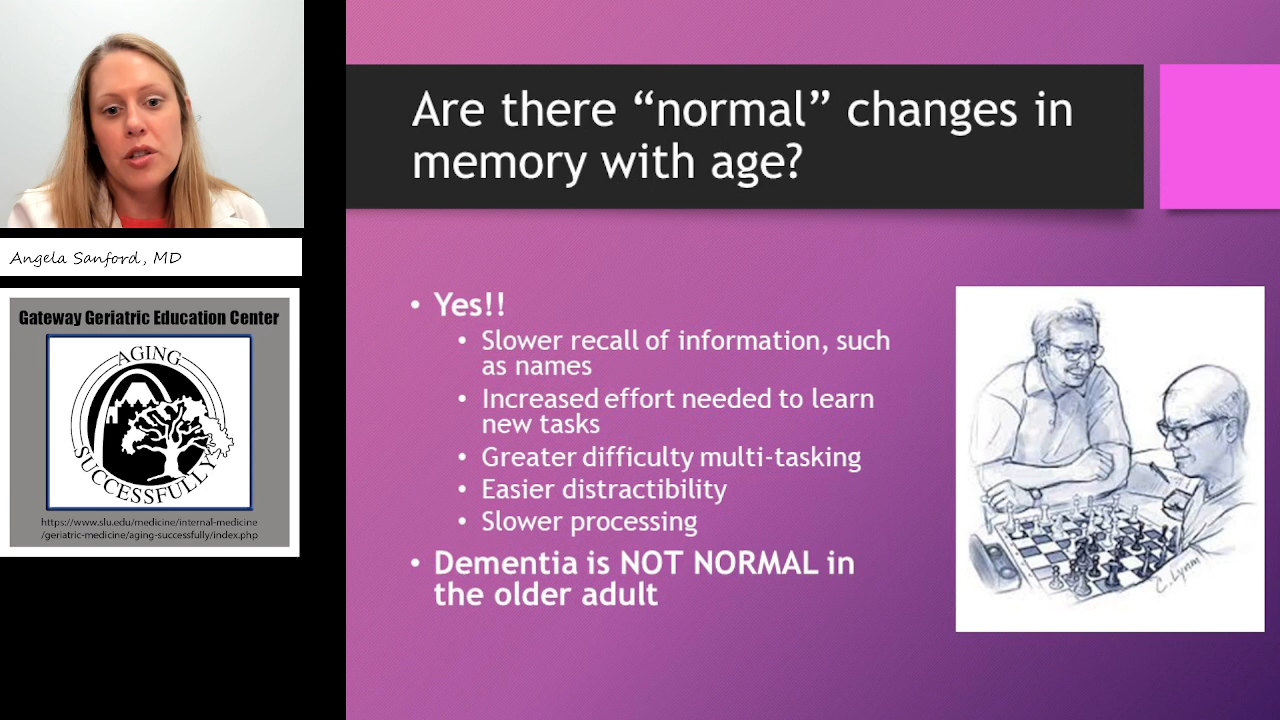 Are there “normal” changes in
memory with age?
Angela Sanford, MD
Gateway Geriatric Education Center
AGING
SUCCESSFULLY
https://www.slu.edu/medicine/internal-medicine
/geriatric-medicine/aging-successfully/index.php
• Yes!!
• Slower recall of information, such
as names
• Increased effort needed to learn
new tasks
• Greater difficulty multi-tasking
• Easier distractibility
• Slower processing
• Dementia is NOT NORMAL in
the older adult
C. Lynm